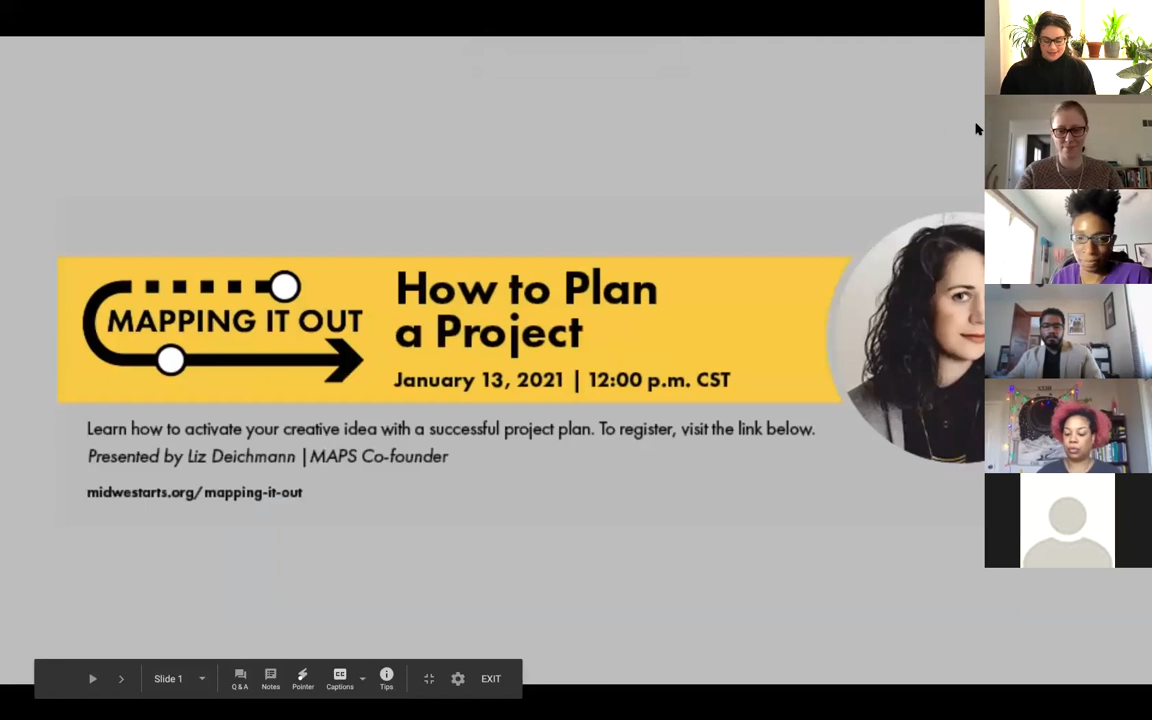 MAPPING IT OUT
How to Plan
a Project
January 13, 2021 | 12:00 p.m. CST
Learn how to activate your creative idea with a successful project plan. To register, visit the link below.
Presented by Liz Deichmann | MAPS Co-founder
midwestarts.org/mapping-it-out
Slide 1
Q & A
Notes
Pointer
CC
Captions
Tips
EXIT